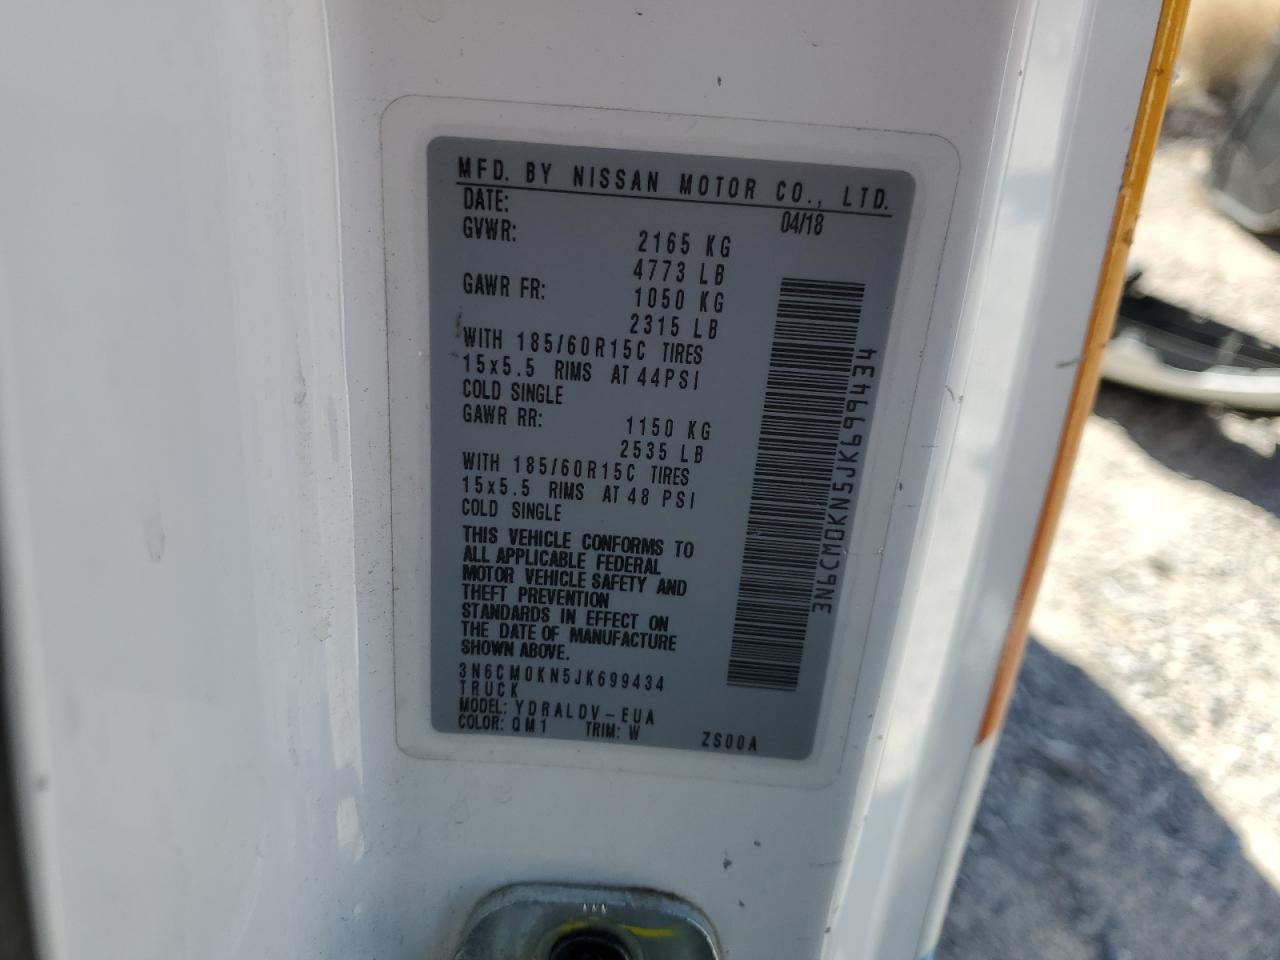 MFD. BY NISSAN MOTOR CO., LTD.
DATE: 04/18
GVWR: 2165 KG
4773 LB
GAWR FR: 1050 KG
2315 LB
WITH 185/60R15C TIRES
15x5.5 RIMS AT 44PSI
COLD SINGLE
GAWR RR: 1150 KG
2535 LB
WITH 185/60R15C TIRES
15x5.5 RIMS AT 48 PSI
COLD SINGLE
THIS VEHICLE CONFORMS TO
ALL APPLICABLE FEDERAL
MOTOR VEHICLE SAFETY AND
THEFT PREVENTION
STANDARDS IN EFFECT ON
THE DATE OF MANUFACTURE
SHOWN ABOVE.
3N6CM0KN5JK699434
TRUCK
MODEL: YDRALDV-EUA
COLOR: QM1 TRIM: W ZS00A
3N6CM0KN5JK699434